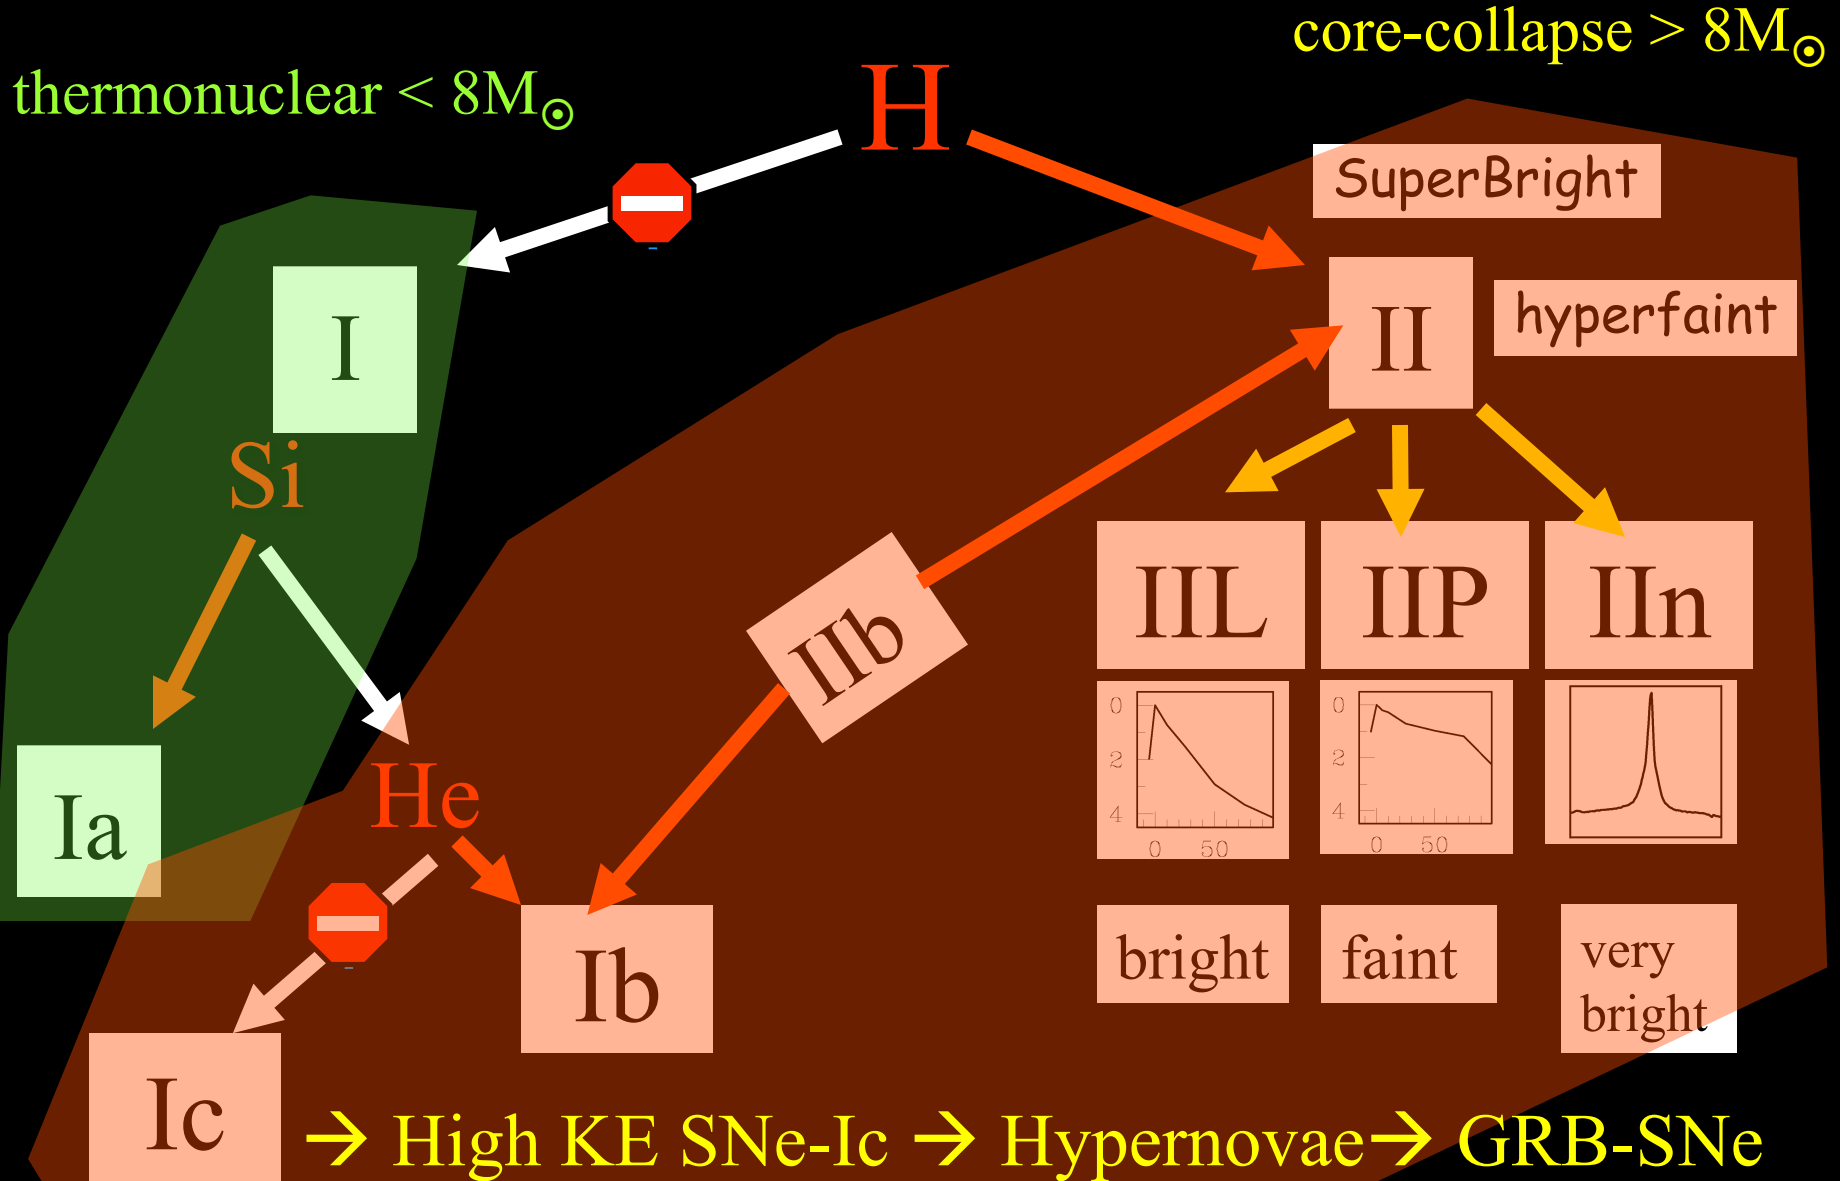 core-collapse > 8M☉
thermonuclear < 8M☉
H
SuperBright
I
II
hyperfaint
Si
IIb
IIL
IIP
IIn
0
2
4
0 50
0
2
4
0 50
Ia
He
Ib
bright
faint
very
bright
Ic
→ High KE SNe-Ic → Hypernovae→ GRB-SNe